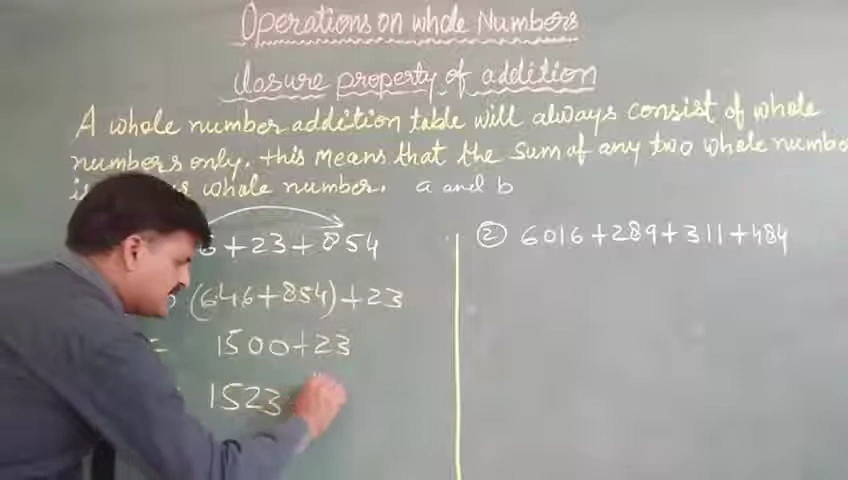 Operations on whole Numbers
Closure property of addition
A whole number addition table will always consist of whole
numbers only. This means that the sum of any two whole number
whole number. a and b
6+23+854
(646+854)+23
= 1500+23
1523
② 6016+289+311+484